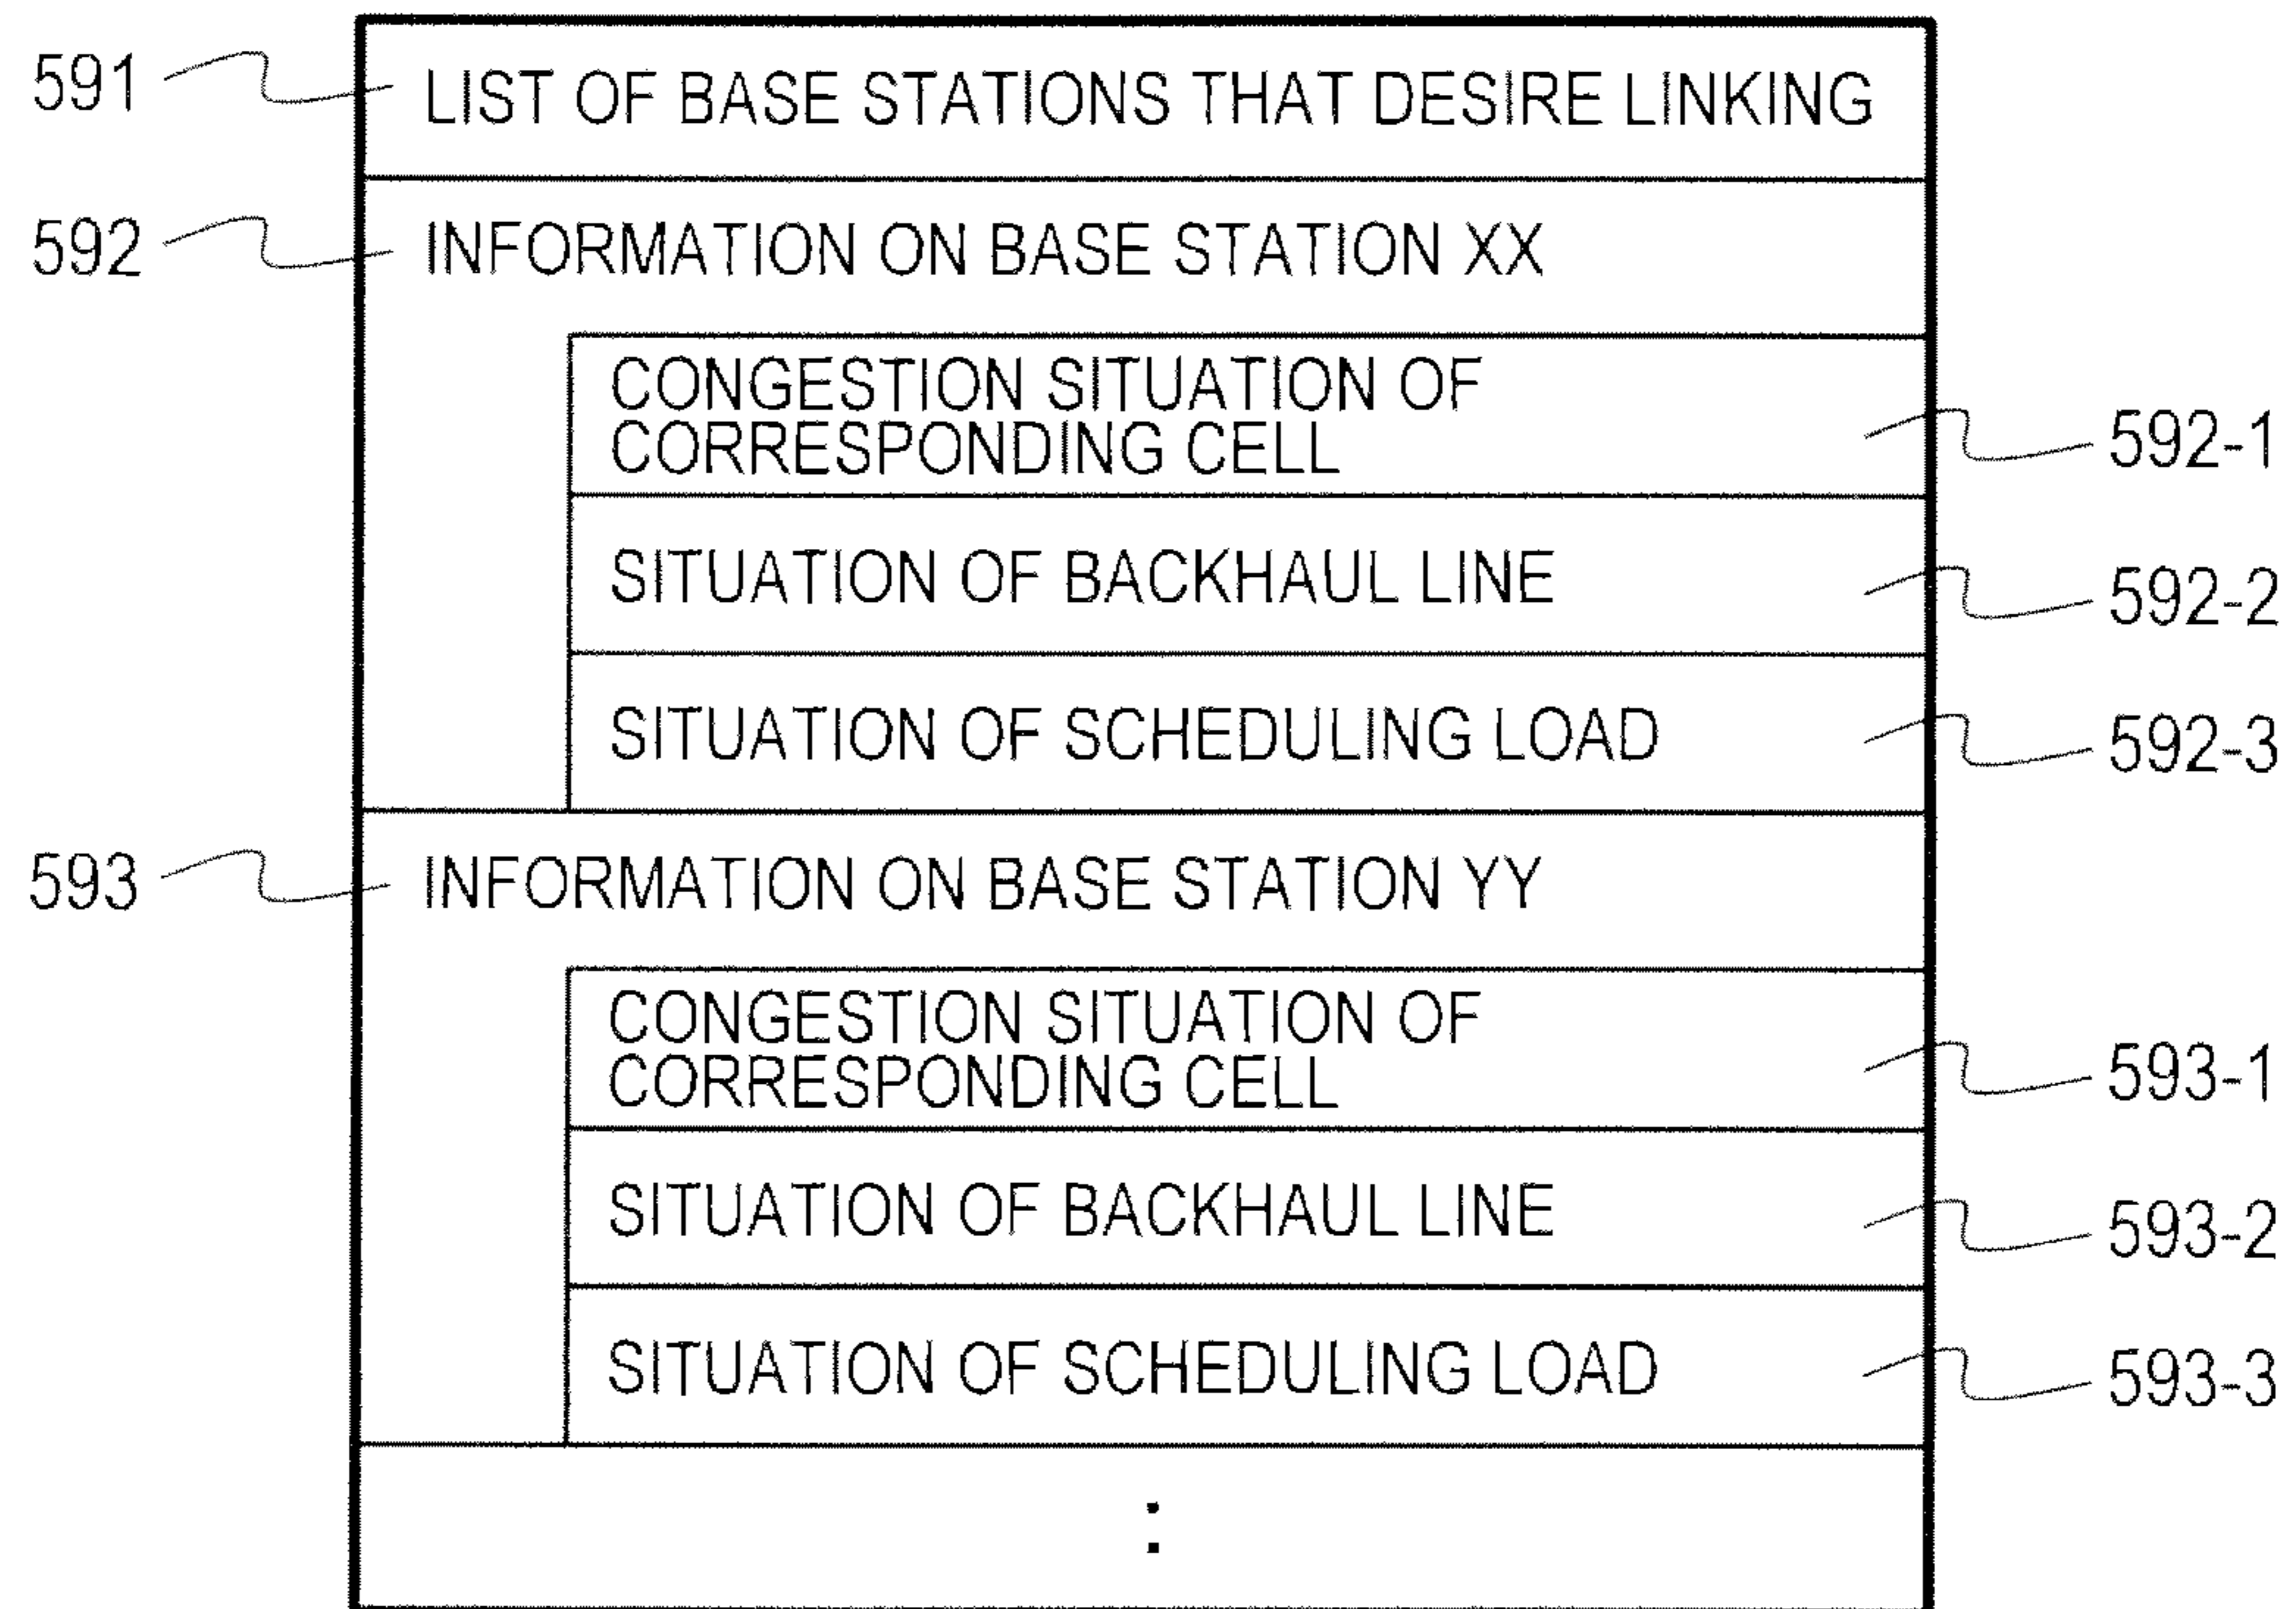 591 LIST OF BASE STATIONS THAT DESIRE LINKING
592 INFORMATION ON BASE STATION XX
CONGESTION SITUATION OF
CORRESPONDING CELL 592-1
SITUATION OF BACKHAUL LINE 592-2
SITUATION OF SCHEDULING LOAD 592-3
593 INFORMATION ON BASE STATION YY
CONGESTION SITUATION OF
CORRESPONDING CELL 593-1
SITUATION OF BACKHAUL LINE 593-2
SITUATION OF SCHEDULING LOAD 593-3
: